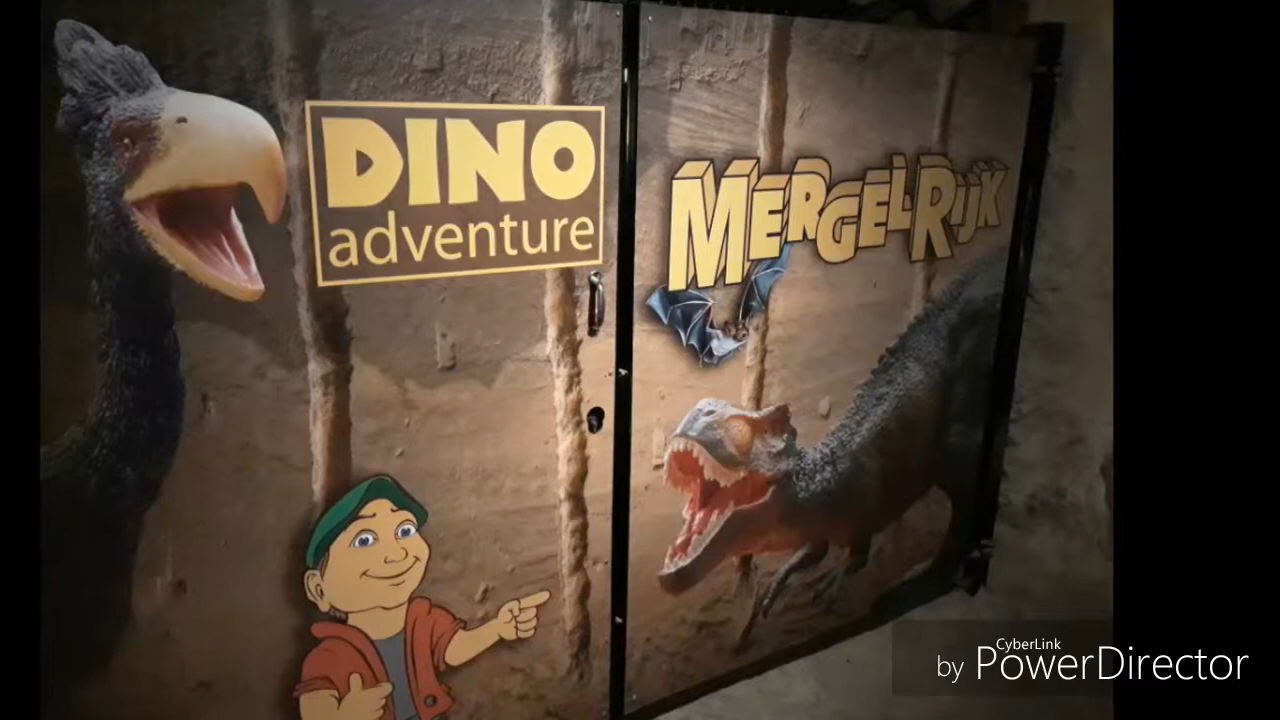 DINO
adventure
MERGELRIJK
CyberLink
by PowerDirector